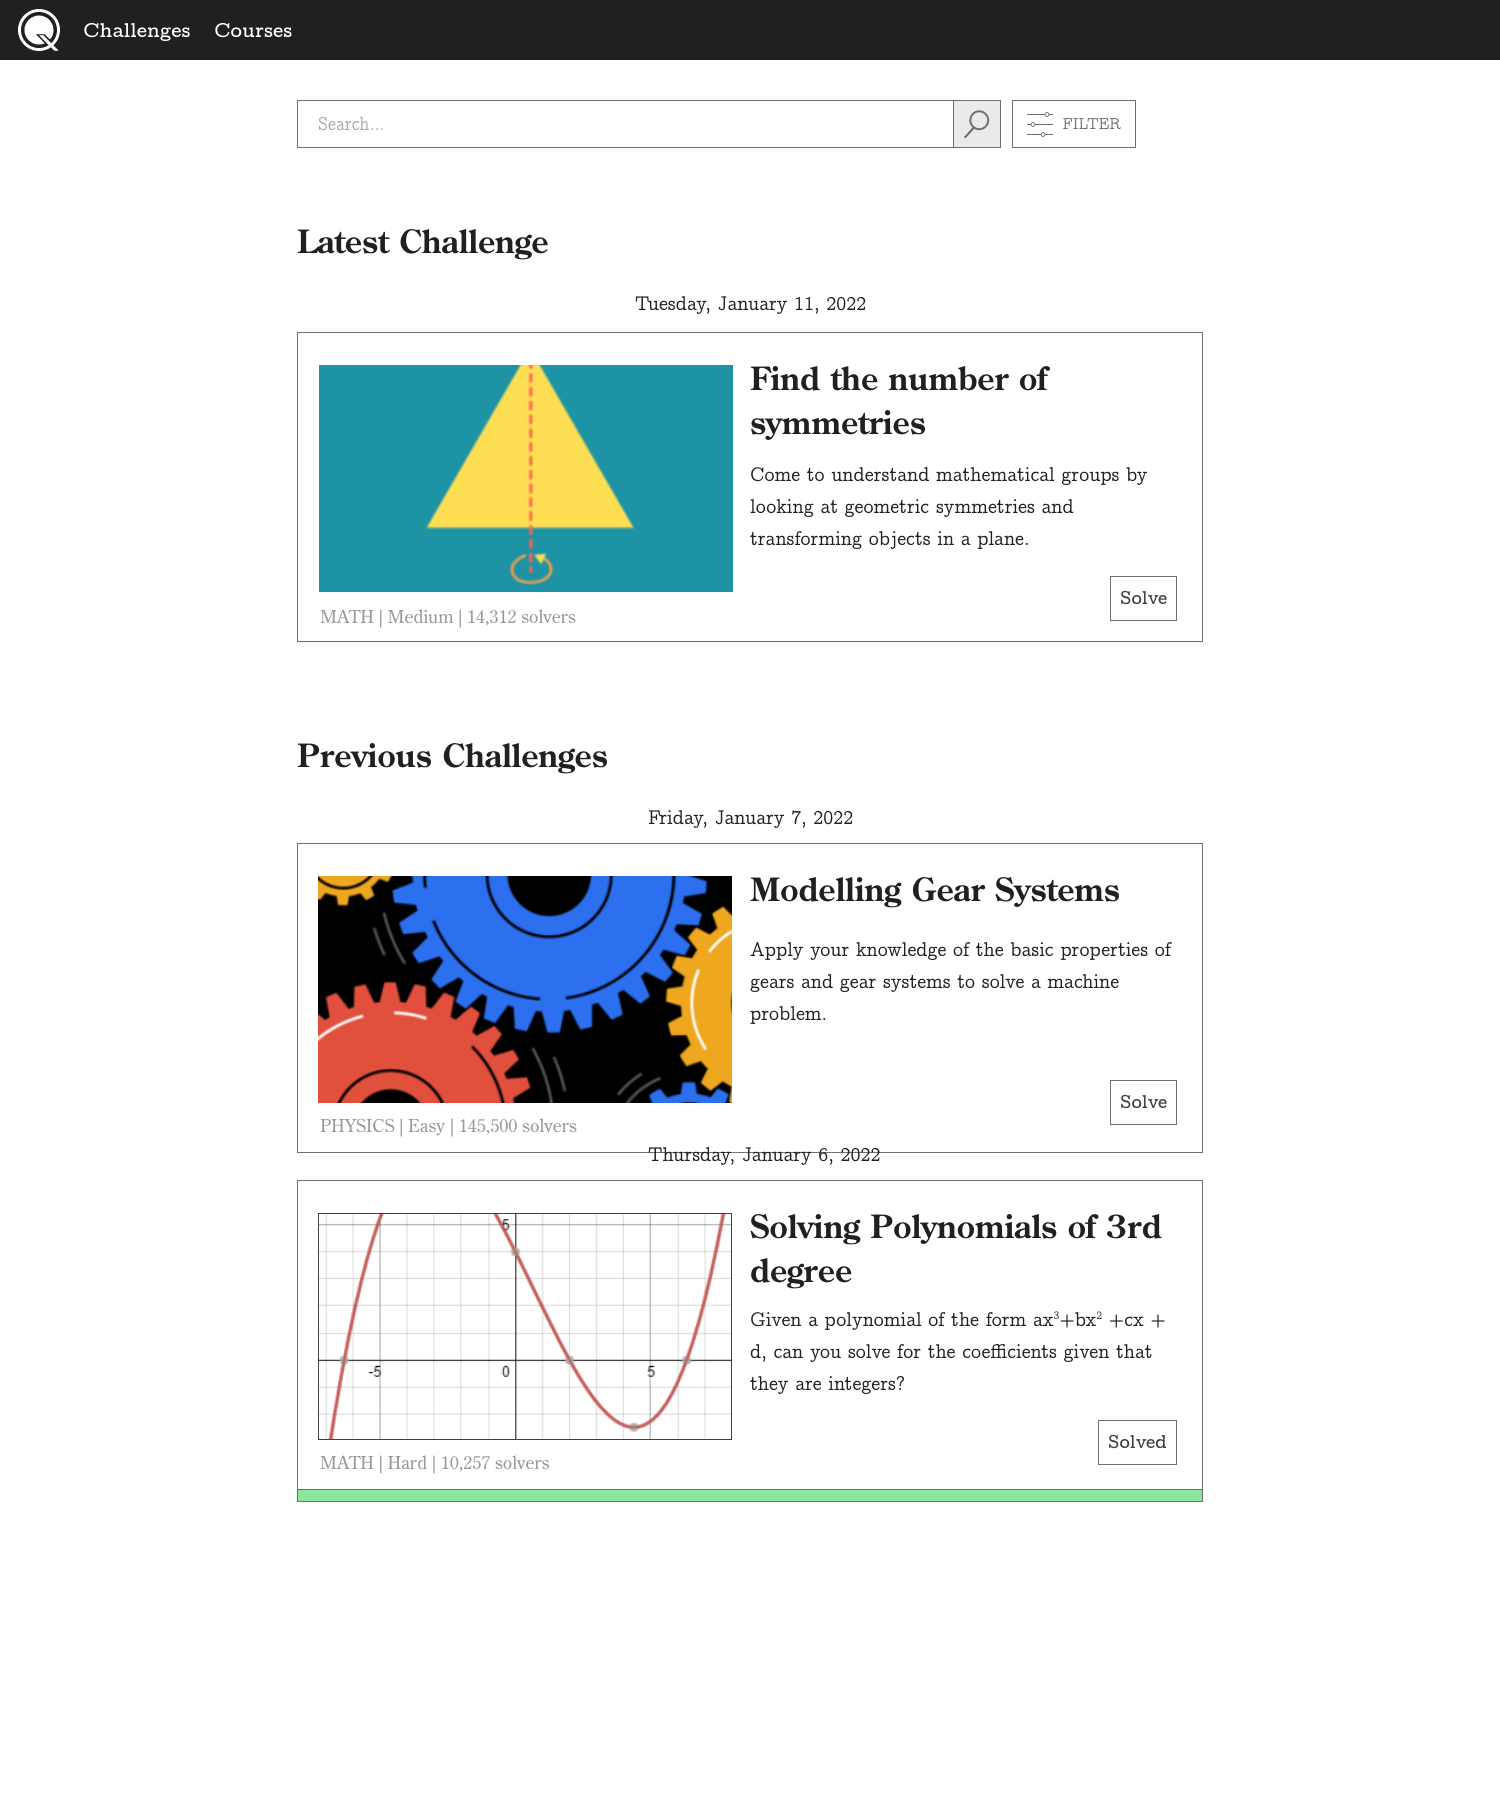 Challenges Courses
Search...
FILTER
Latest Challenge
Tuesday, January 11, 2022
Find the number of
symmetries
Come to understand mathematical groups by
looking at geometric symmetries and
transforming objects in a plane.
Solve
MATH | Medium | 14,312 solvers
Previous Challenges
Friday, January 7, 2022
Modelling Gear Systems
Apply your knowledge of the basic properties of
gears and gear systems to solve a machine
problem.
Solve
PHYSICS | Easy | 145,500 solvers
Thursday, January 6, 2022
5
-5 0 5
Solving Polynomials of 3rd
degree
Given a polynomial of the form ax³+bx² +cx +
d, can you solve for the coefficients given that
they are integers?
Solved
MATH | Hard | 10,257 solvers